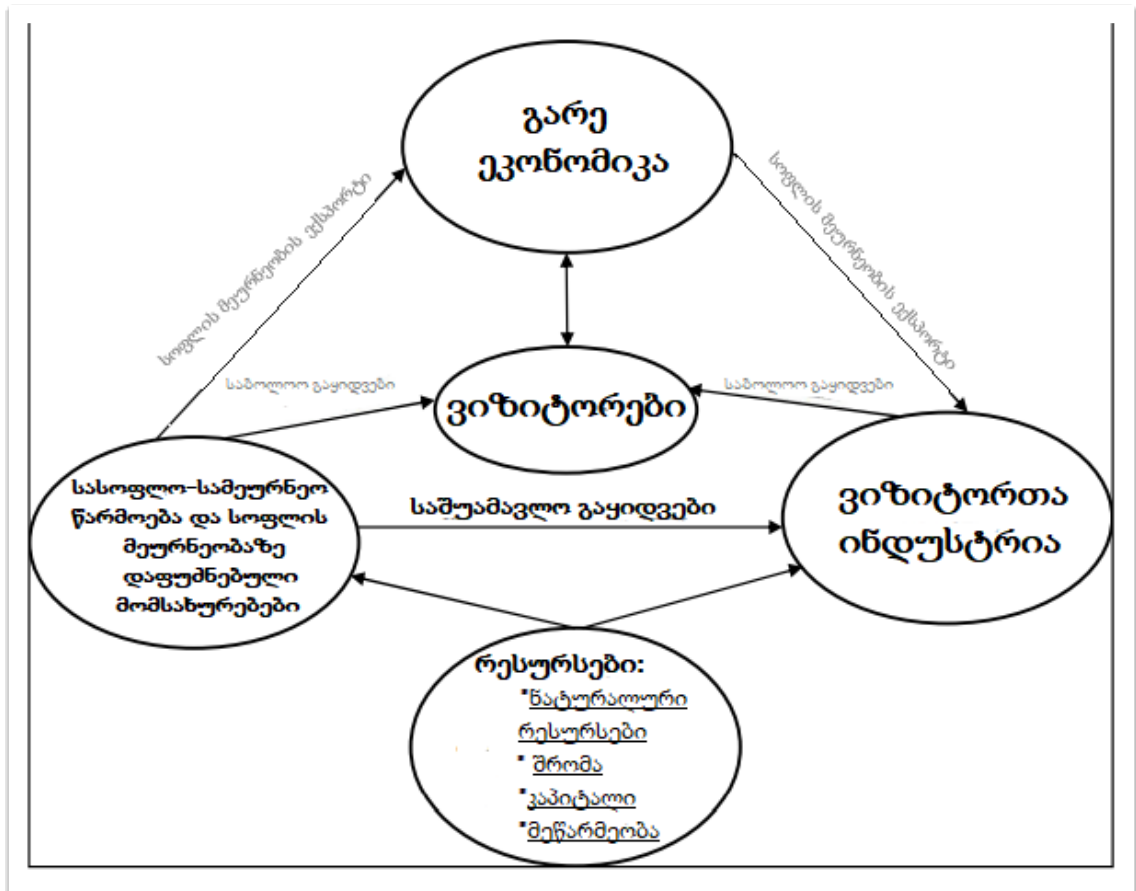 გარე
ეკონომიკა
სოფლის მეურნეობის ექსპორტი
სოფლის მეურნეობის ექსპორტი
საბოლოო გაყიდვები
საბოლოო გაყიდვები
ვიზიტორები
სასოფლო-სამეურნეო
წარმოება და სოფლის
მეურნეობაზე
დაფუძნებული
მომსახურებები
საშუამავლო გაყიდვები
ვიზიტორთა
ინდუსტრია
რესურსები:
▪ნატურალური
რესურსები
▪ შრომა
▪კაპიტალი
▪მეწარმეობა